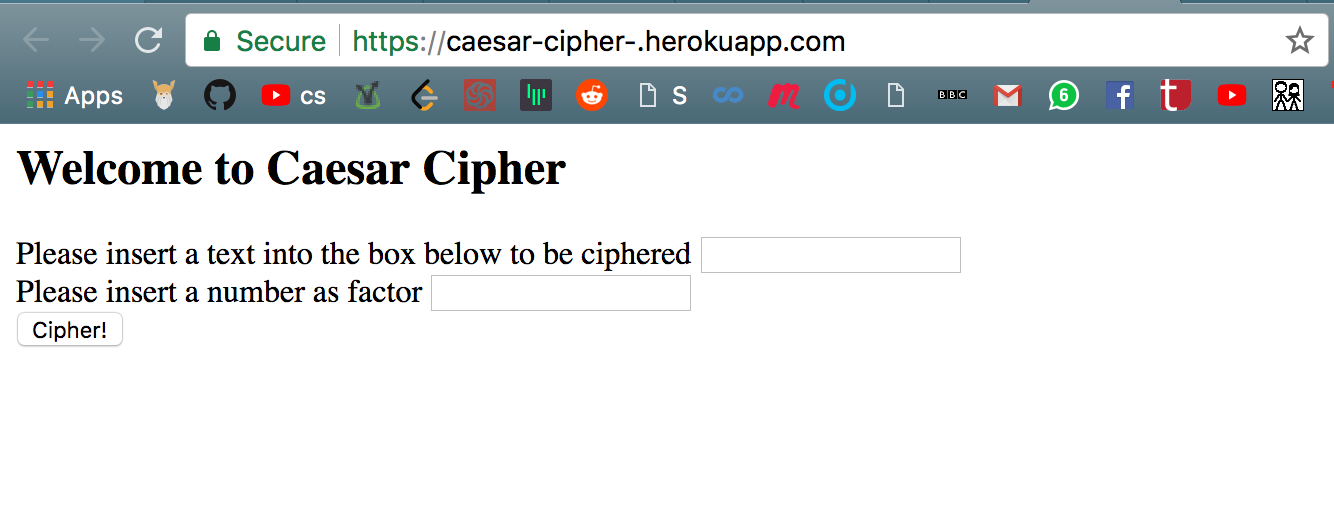 Secure https://caesar-cipher-.herokuapp.com
Apps cs S BBC 6
Welcome to Caesar Cipher
Please insert a text into the box below to be ciphered
Please insert a number as factor
Cipher!